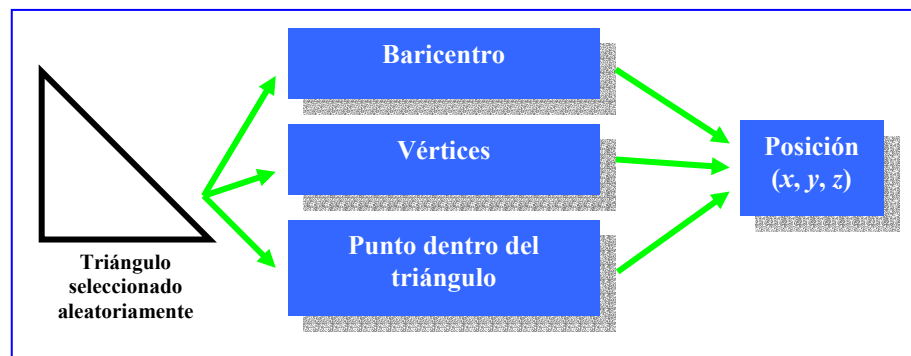 Baricentro
Vértices
Punto dentro del
triángulo
Posición
(x, y, z)
Triángulo
seleccionado
aleatoriamente